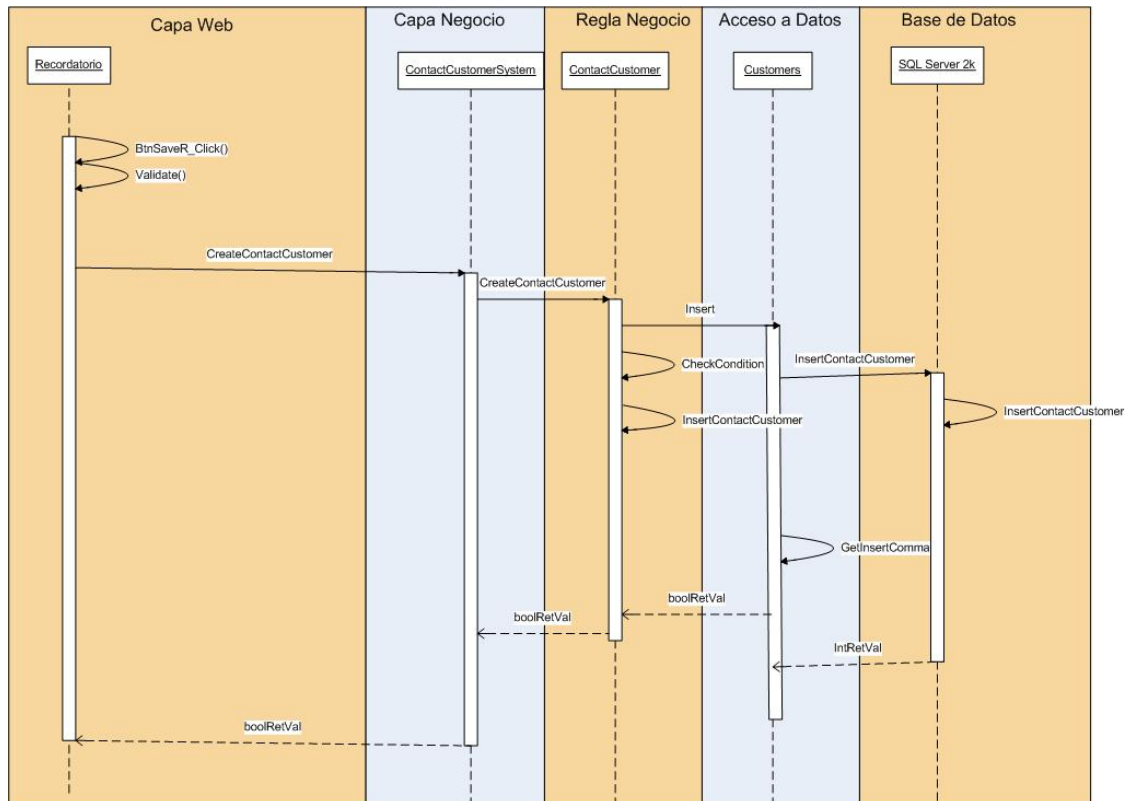 Capa Web
Capa Negocio
Regla Negocio
Acceso a Datos
Base de Datos
Recordatorio
ContactCustomerSystem
ContactCustomer
Customers
SQL Server 2k
BtnSaveR_Click()
Validate()
CreateContactCustomer
CreateContactCustomer
Insert
CheckCondition
InsertContactCustomer
InsertContactCustomer
InsertContactCustomer
GetInsertComma
boolRetVal
boolRetVal
IntRetVal
boolRetVal